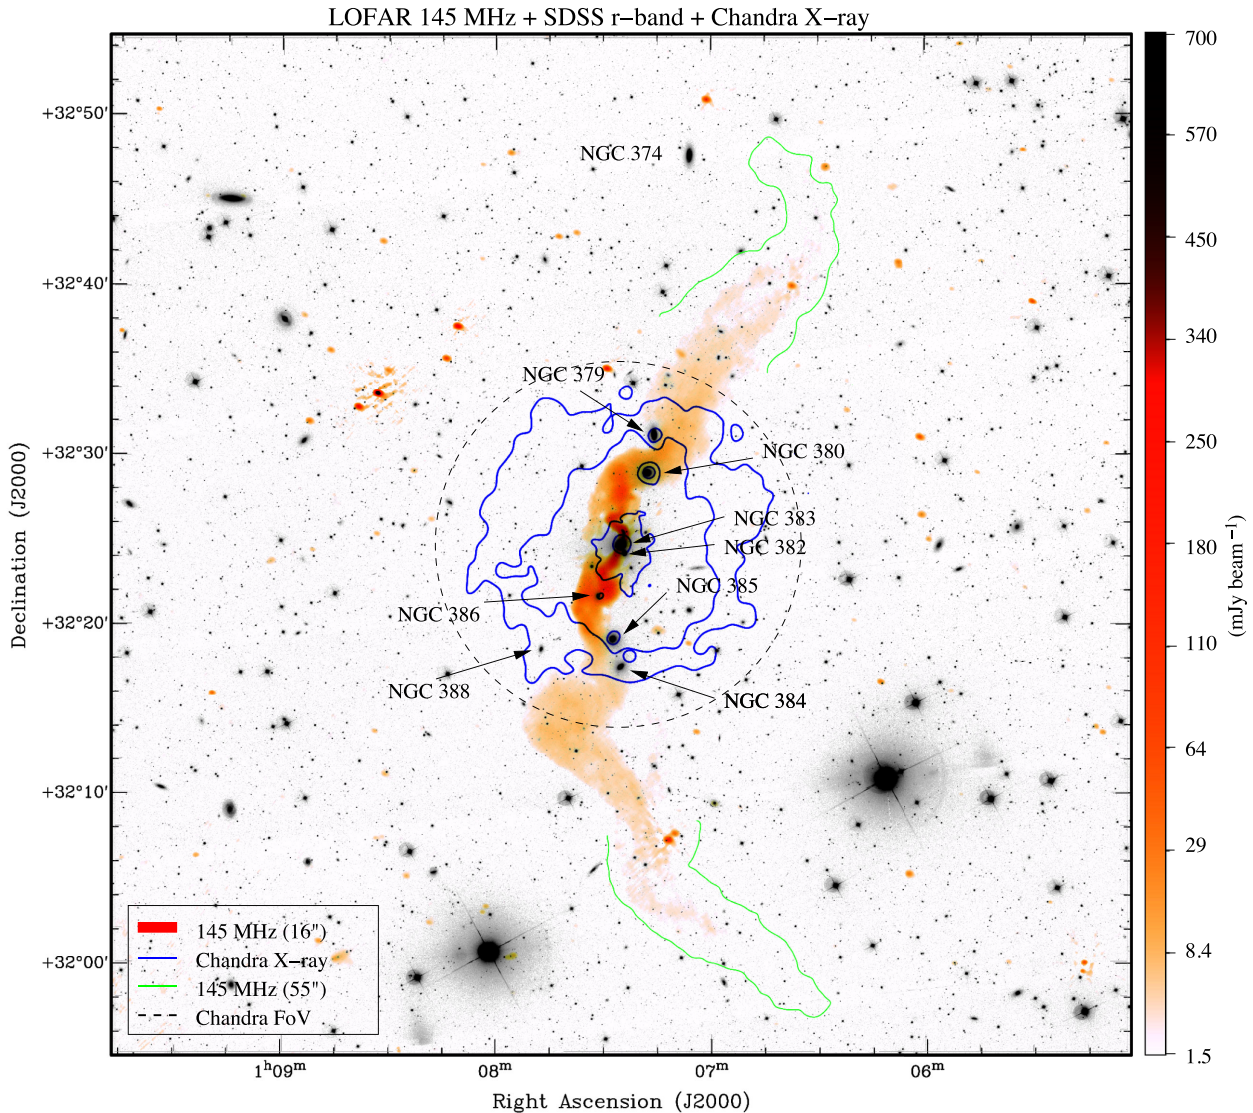 LOFAR 145 MHz + SDSS r−band + Chandra X−ray
700
+32°50′
570
NGC 374
450
+32°40′
340
NGC 379
250
+32°30′
NGC 380
NGC 383
NGC 382
180
NGC 385
NGC 386
+32°20′
110
NGC 388
NGC 384
64
+32°10′
29
145 MHz (16")
Chandra X−ray
145 MHz (55")
Chandra FoV
+32°00′
8.4
1.5
1ʰ09ᵐ
08ᵐ
07ᵐ
06ᵐ
Right Ascension (J2000)
Declination (J2000)
(mJy beam⁻¹)